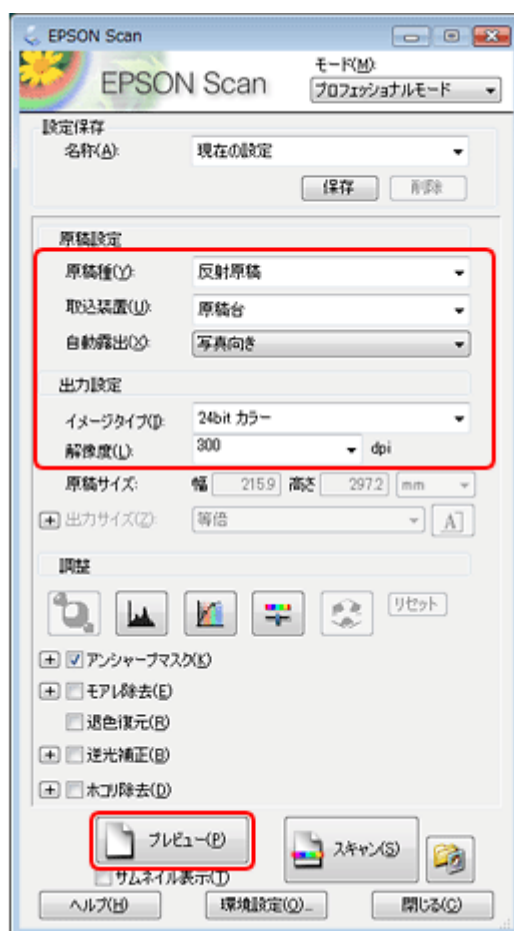 EPSON Scan
EPSON Scan
モード(M):
プロフェッショナルモード
設定保存
名称(A): 現在の設定
保存 削除
原稿設定
原稿種(Y): 反射原稿
取込装置(U): 原稿台
自動露出(X): 写真向き
出力設定
イメージタイプ(I): 24bit カラー
解像度(L): 300 dpi
原稿サイズ: 幅 215.9 高さ 297.2 mm
出力サイズ(Z): 等倍 A
調整
リセット
アンシャープマスク(K)
モアレ除去(E)
退色復元(R)
逆光補正(B)
ホコリ除去(D)
プレビュー(P) スキャン(S)
サムネイル表示(T)
ヘルプ(H) 環境設定(O)... 閉じる(C)